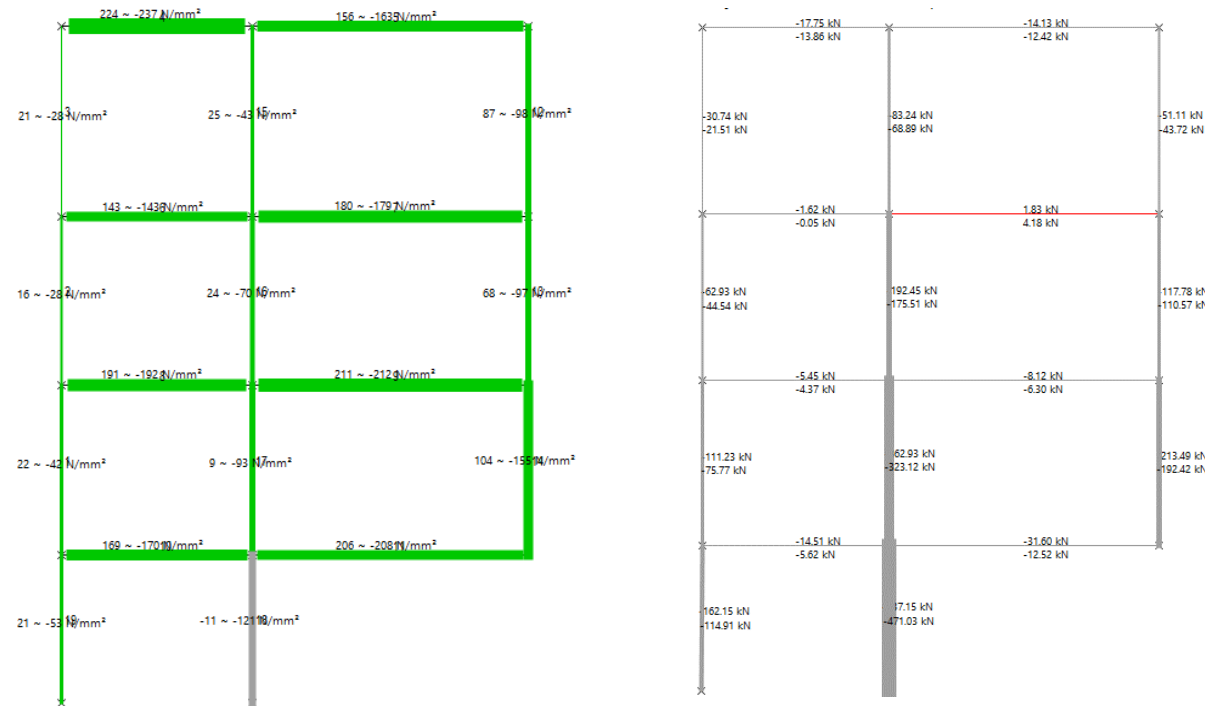 224 ~ -237 N/mm²
156 ~ -163
-17.75 kN
-13.86 kN
-14.13 kN
-12.42 kN
21 ~ -28 N/mm²
25 ~ -43 N/mm²
87 ~ -98 N/mm²
-30.74 kN
-21.51 kN
-83.24 kN
-68.89 kN
-51.11 kN
-43.72 kN
143 ~ -143 N/mm²
180 ~ -179 N/mm²
-1.62 kN
-0.05 kN
1.83 kN
4.18 kN
16 ~ -28 N/mm²
24 ~ -70 N/mm²
68 ~ -97 N/mm²
-62.93 kN
-44.54 kN
192.45 kN
-175.51 kN
-117.78 kN
-110.57 kN
191 ~ -192 N/mm²
211 ~ -212 N/mm²
-5.45 kN
-4.37 kN
-8.12 kN
-6.30 kN
22 ~ -42 N/mm²
9 ~ -93 N/mm²
104 ~ -155 N/mm²
-111.23 kN
-75.77 kN
62.93 kN
-323.12 kN
213.49 kN
-192.42 kN
169 ~ -170 N/mm²
206 ~ -208 N/mm²
-14.51 kN
-5.62 kN
-31.60 kN
-12.52 kN
21 ~ -53 N/mm²
-11 ~ -121 N/mm²
-162.15 kN
-114.91 kN
37.15 kN
-471.03 kN